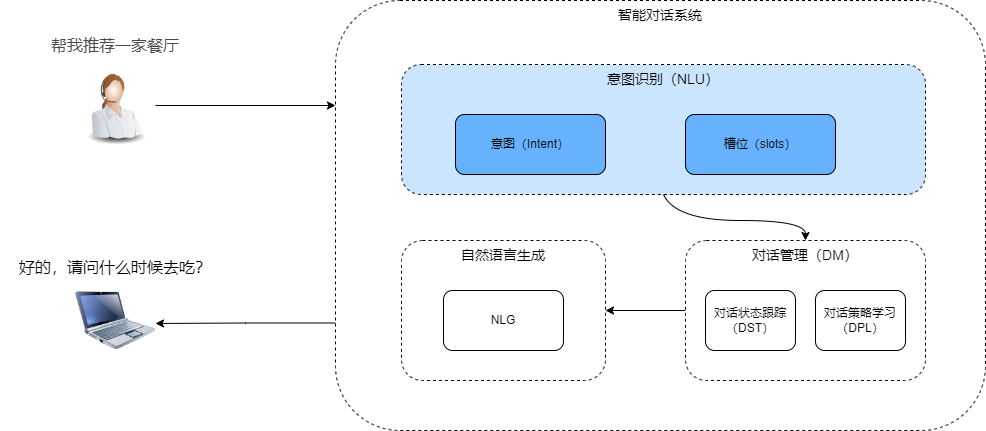 智能对话系统
帮我推荐一家餐厅
意图识别（NLU）
意图（Intent）
槽位（slots）
好的，请问什么时候去吃？
自然语言生成
NLG
对话管理（DM）
对话状态跟踪
（DST）
对话策略学习
（DPL）